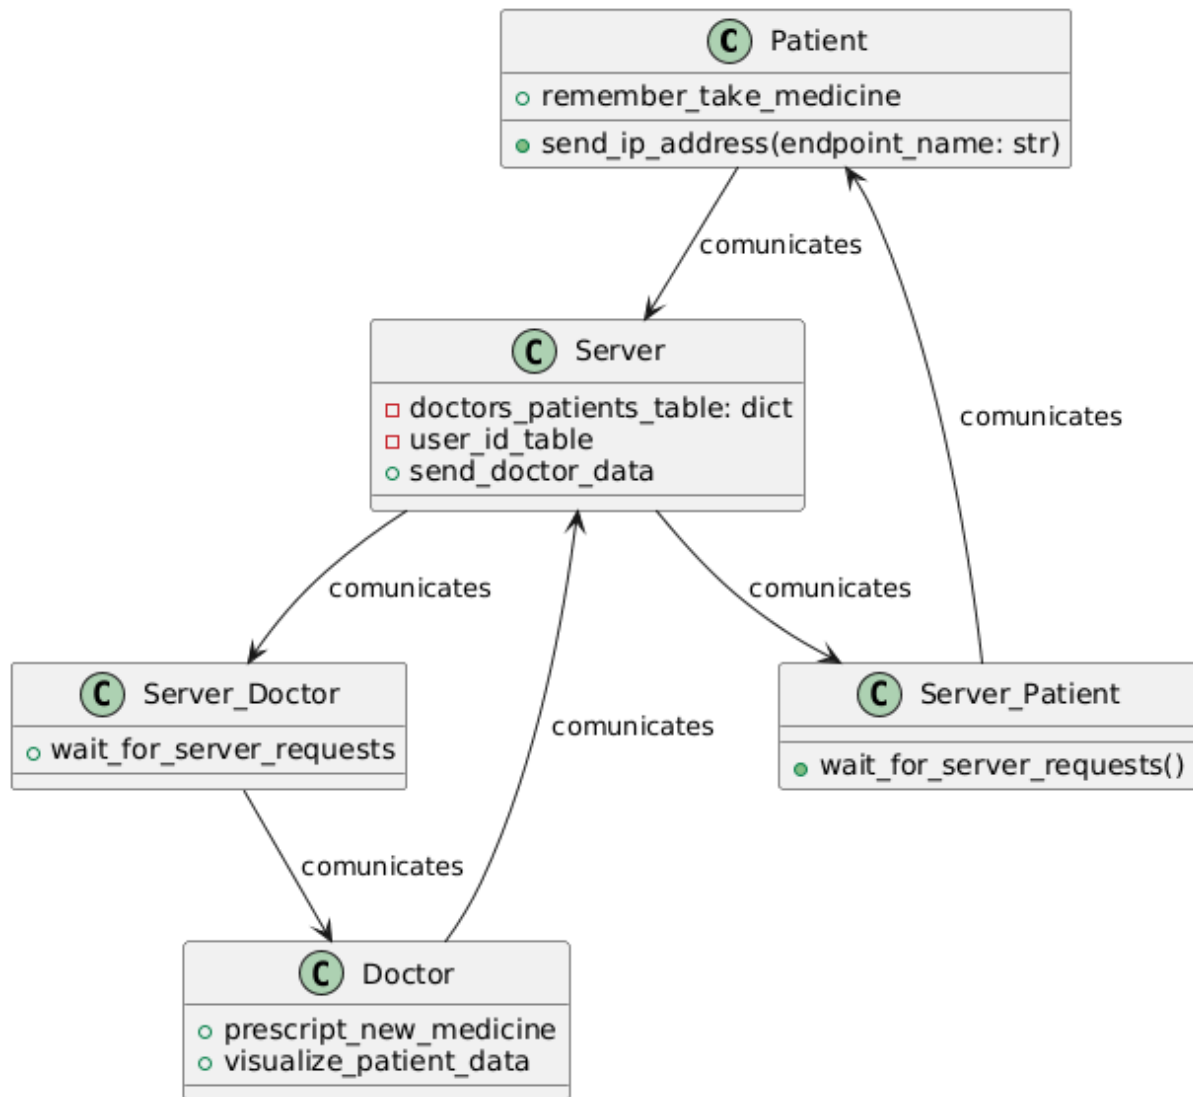 C Patient
remember_take_medicine
send_ip_address(endpoint_name: str)
comunicates
C Server
doctors_patients_table: dict
user_id_table
send_doctor_data
comunicates
comunicates
comunicates
C Server_Doctor
wait_for_server_requests
comunicates
C Server_Patient
wait_for_server_requests()
comunicates
C Doctor
prescript_new_medicine
visualize_patient_data